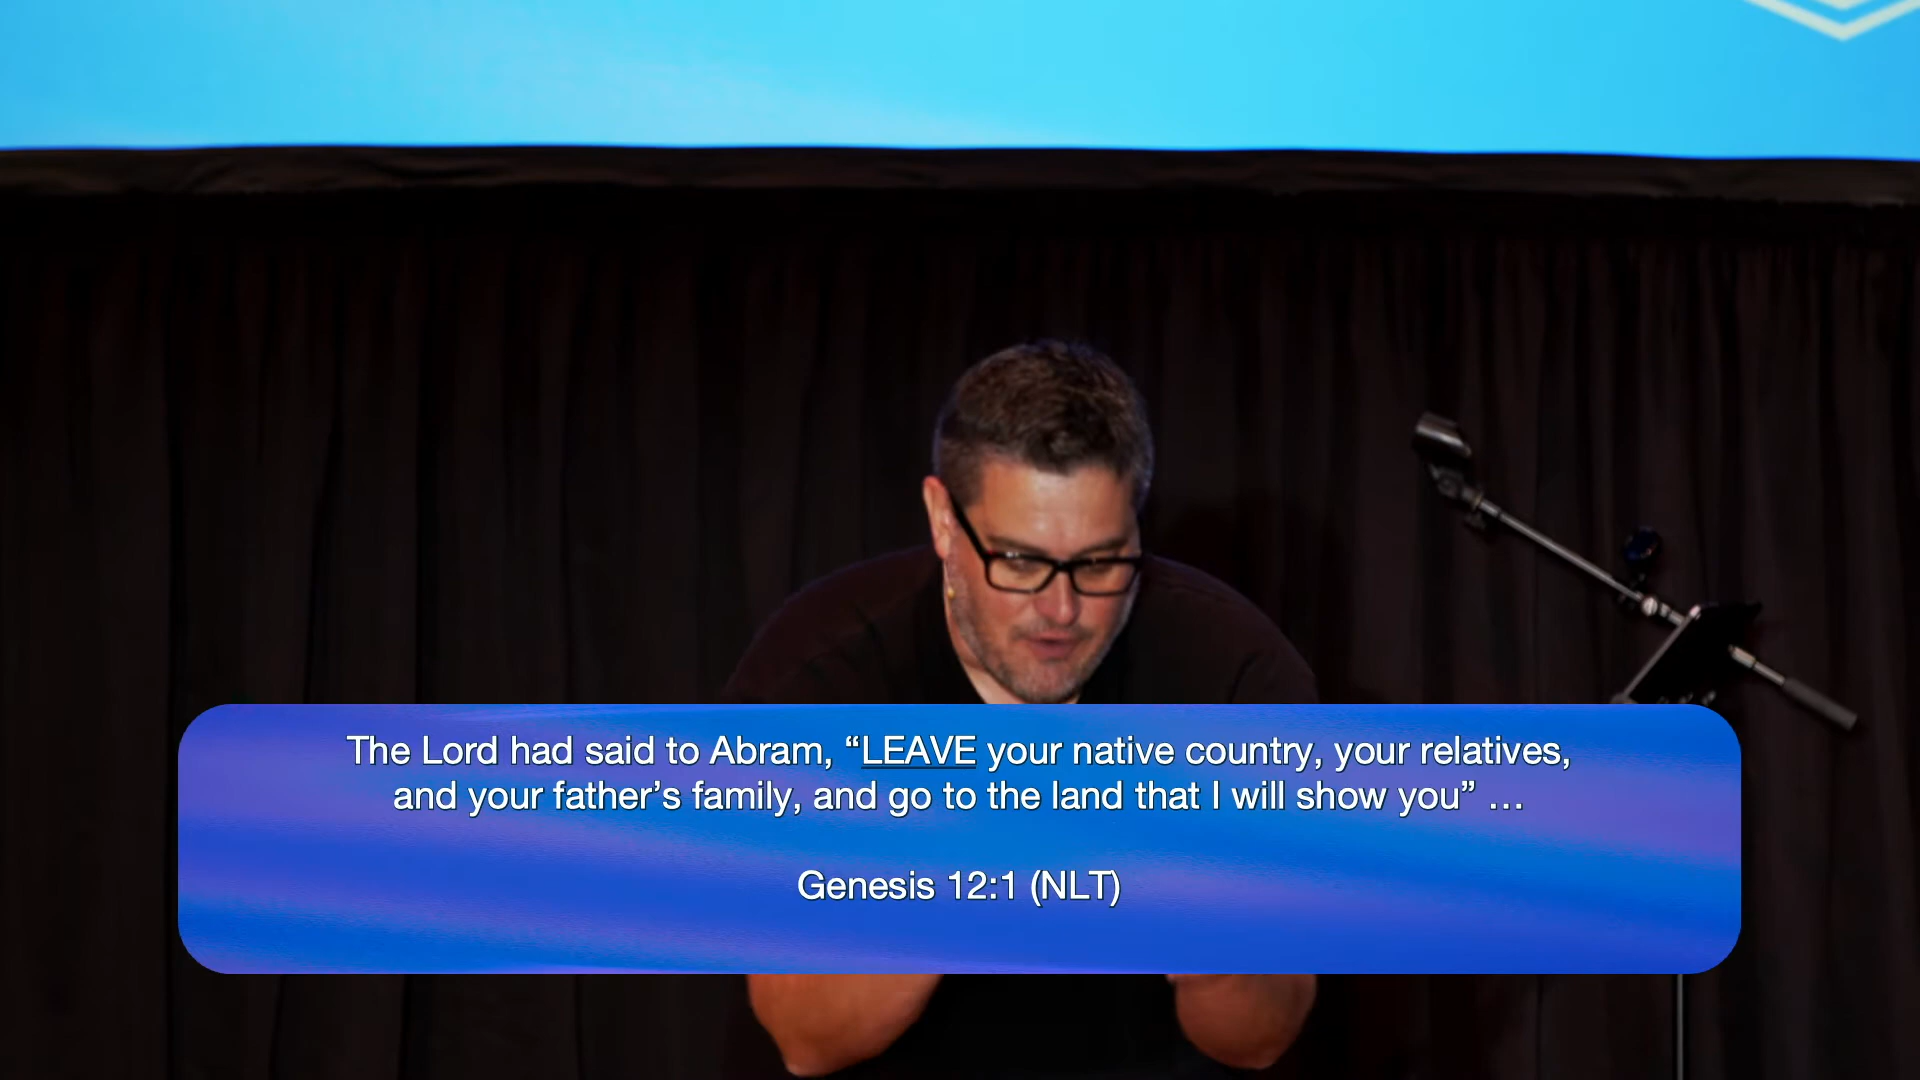 The Lord had said to Abram, “LEAVE your native country, your relatives,
and your father’s family, and go to the land that I will show you” …
Genesis 12:1 (NLT)